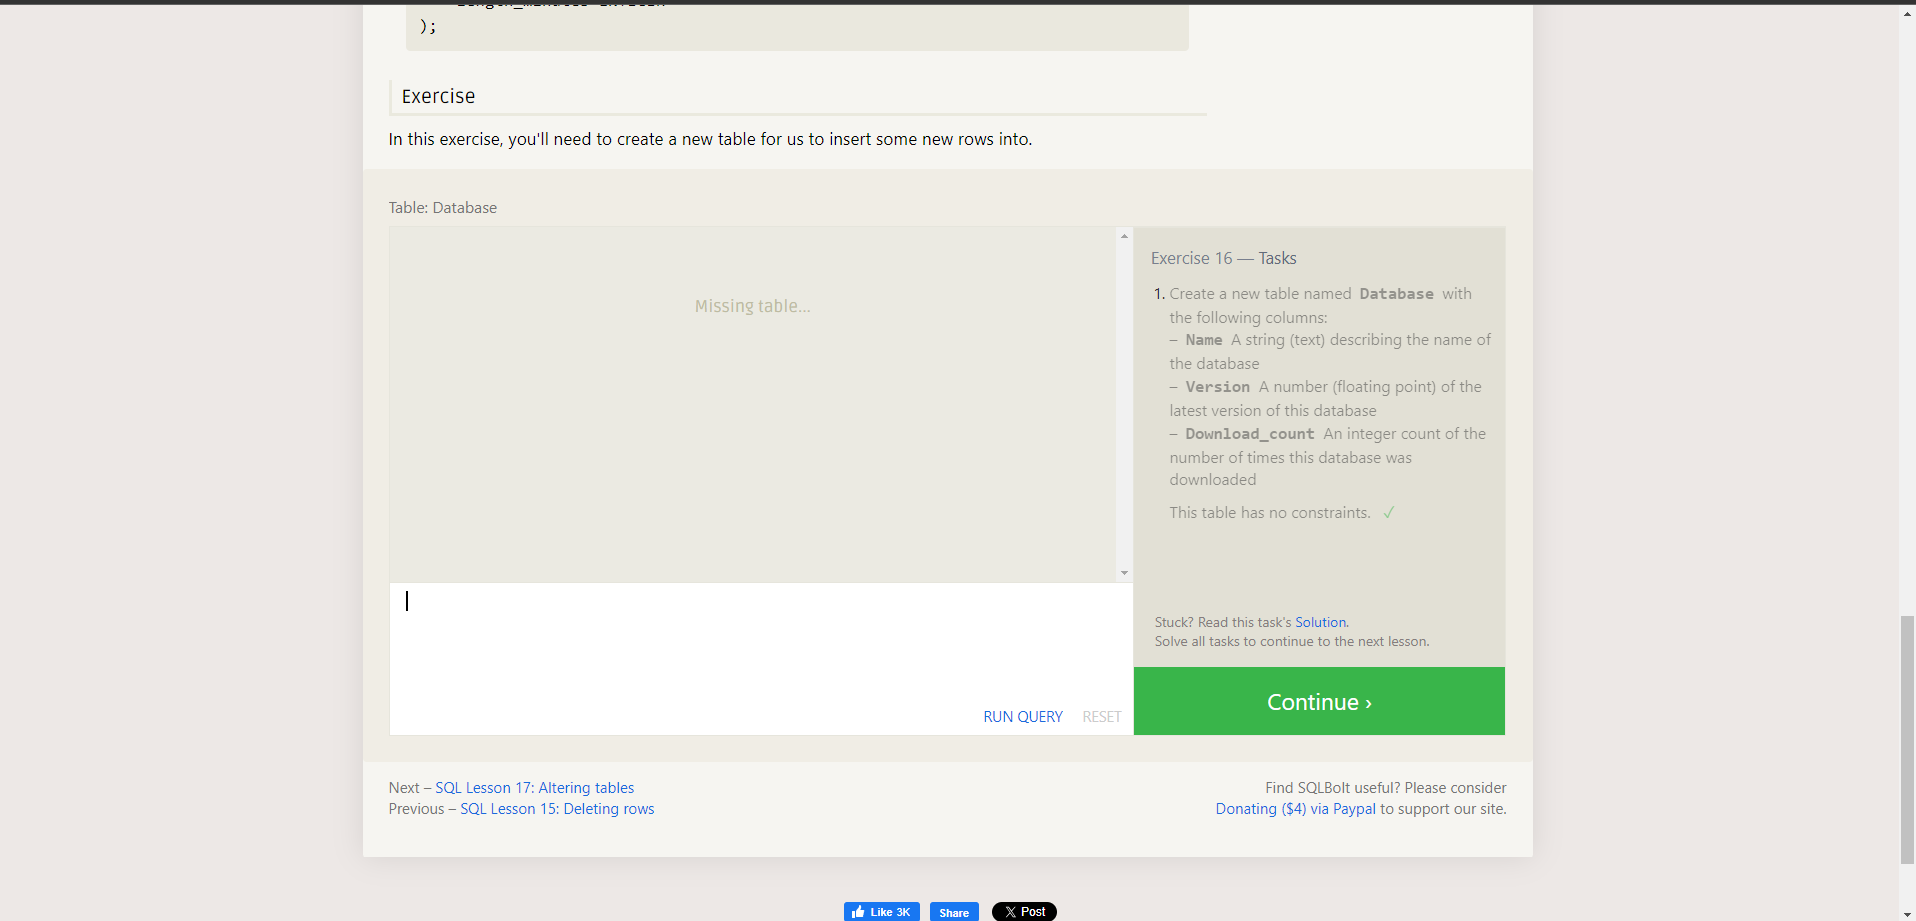 );
Exercise
In this exercise, you'll need to create a new table for us to insert some new rows into.
Table: Database
Missing table...
Exercise 16 — Tasks
1. Create a new table named Database with
the following columns:
– Name A string (text) describing the name of
the database
– Version A number (floating point) of the
latest version of this database
– Download_count An integer count of the
number of times this database was
downloaded
This table has no constraints. ✓
Stuck? Read this task's Solution.
Solve all tasks to continue to the next lesson.
RUN QUERY RESET
Continue ›
Next – SQL Lesson 17: Altering tables
Previous – SQL Lesson 15: Deleting rows
Find SQLBolt useful? Please consider
Donating ($4) via Paypal to support our site.
Like 3K Share X Post